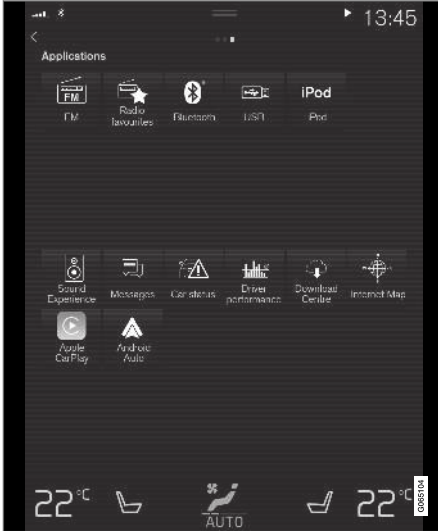 13:45
Applications
FM
iPod
FM
Radio
favourites
Bluetooth
USB
iPod
Sound
Experience
Messages
Car status
Driver
performance
Download
Centre
Internet Map
Apple
CarPlay
Android
Auto
22°C
AUTO
22°C
G065104